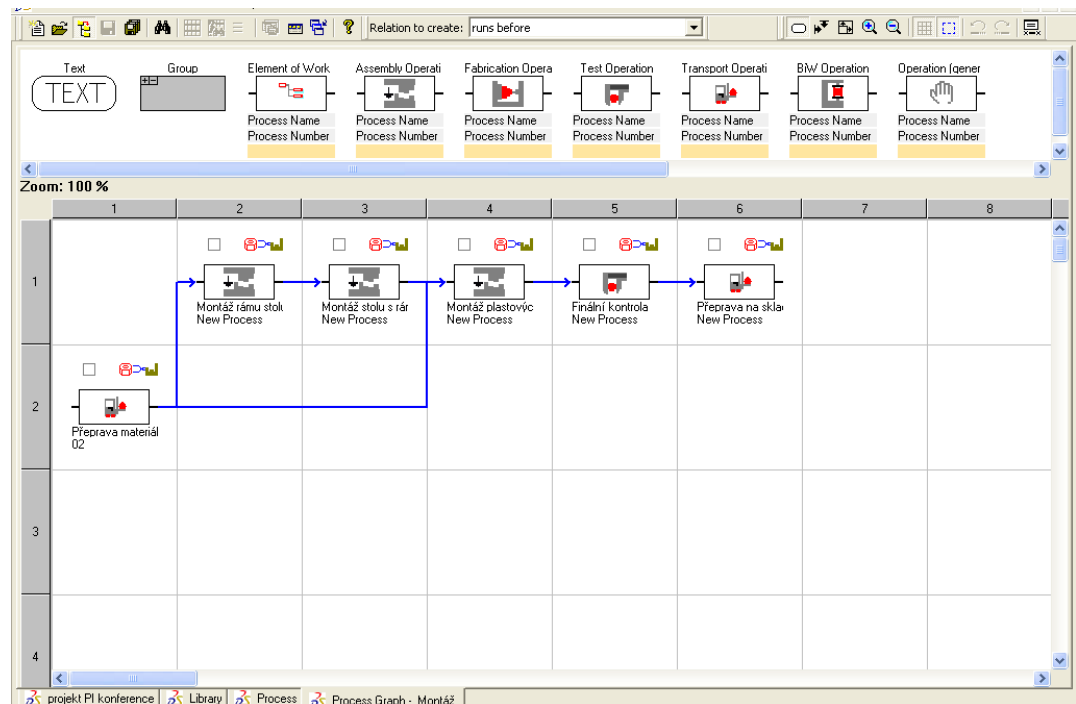 Relation to create: runs before
Text Group Element of Work Assembly Operati Fabrication Opera Test Operation Transport Operati BiW Operation Operation (gener
TEXT
Process Name Process Name Process Name Process Name Process Name Process Name Process Name
Process Number Process Number Process Number Process Number Process Number Process Number Process Number
Zoom: 100 %
1 2 3 4 5 6 7 8
1
Montáž rámu stolu Montáž stolu s rár Montáž plastovýc Finální kontrola Přeprava na skla
New Process New Process New Process New Process New Process
2
Přeprava materiál
02
3
4
projekt PI konference Library Process Process Graph - Montáž